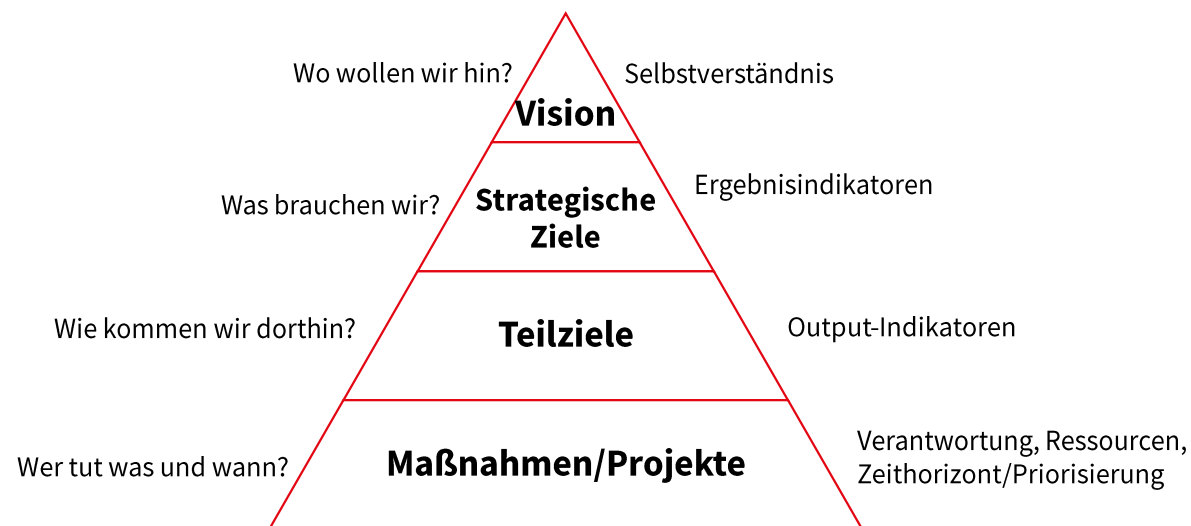 Wo wollen wir hin?
Selbstverständnis
Vision
Was brauchen wir?
Strategische
Ziele
Ergebnisindikatoren
Wie kommen wir dorthin?
Teilziele
Output-Indikatoren
Wer tut was und wann?
Maßnahmen/Projekte
Verantwortung, Ressourcen,
Zeithorizont/Priorisierung